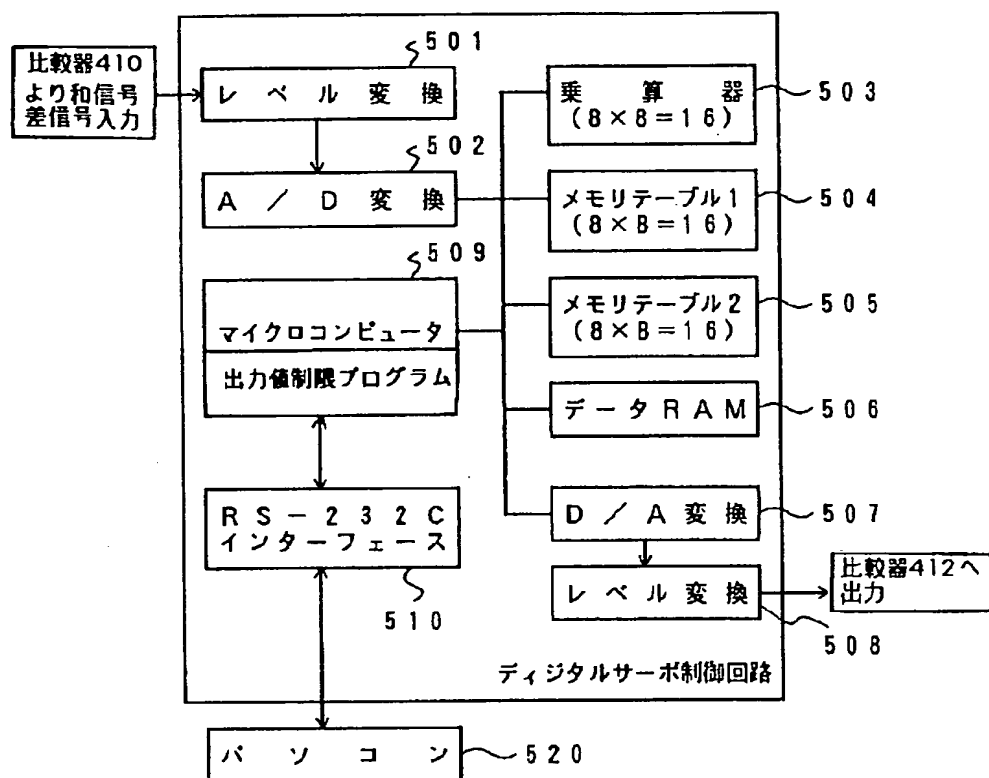 比較器410
より和信号
差信号入力
501
レベル変換
502
A/D変換
509
マイクロコンピュータ
出力値制限プログラム
RS-232C
インターフェース
510
乗算器
(8×8=16)
503
メモリテーブル1
(8×8=16)
504
メモリテーブル2
(8×8=16)
505
データRAM
506
D/A変換
507
レベル変換
508
比較器412へ
出力
ディジタルサーボ制御回路
パソコン
520